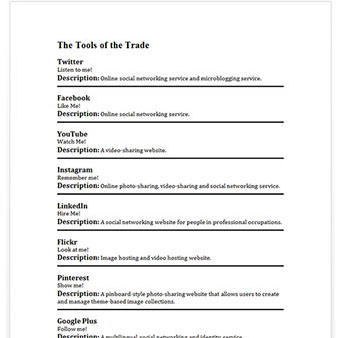 The Tools of the Trade
Twitter
Listen to me!
Description: Online social networking service and microblogging service.
Facebook
Like Me!
Description: Online social networking service.
YouTube
Watch Me!
Description: A video-sharing website.
Instagram
Remember me!
Description: Online photo-sharing, video-sharing and social networking service.
LinkedIn
Hire Me!
Description: A social networking website for people in professional occupations.
Flickr
Look at me!
Description: Image hosting and video hosting website.
Pinterest
Show me!
Description: A pinboard-style photo-sharing website that allows users to create
and manage theme-based image collections.
Google Plus
Follow me!
Description: A multilingual social networking and identity service.